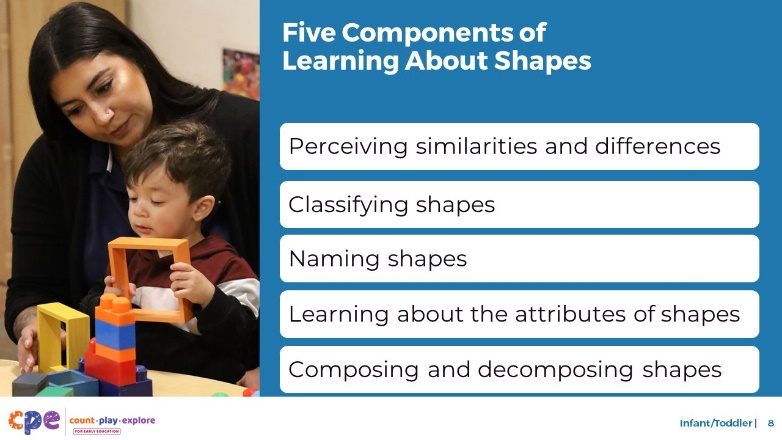 Five Components of
Learning About Shapes
Perceiving similarities and differences
Classifying shapes
Naming shapes
Learning about the attributes of shapes
Composing and decomposing shapes
cpe
count·play·explore
FOR EARLY EDUCATION
Infant/Toddler | 8